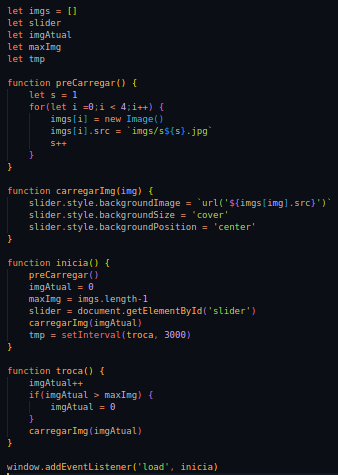 let imgs = []
let slider
let imgAtual
let maxImg
let tmp

function preCarregar() {
    let s = 1
    for(let i =0;i < 4;i++) {
        imgs[i] = new Image()
        imgs[i].src = `imgs/s${s}.jpg`
        s++
    }
}

function carregarImg(img) {
    slider.style.backgroundImage = `url('${imgs[img].src}')`
    slider.style.backgroundSize = 'cover'
    slider.style.backgroundPosition = 'center'
}

function inicia() {
    preCarregar()
    imgAtual = 0
    maxImg = imgs.length-1
    slider = document.getElementById('slider')
    carregarImg(imgAtual)
    tmp = setInterval(troca, 3000)
}

function troca() {
    imgAtual++
    if(imgAtual > maxImg) {
        imgAtual = 0
    }
    carregarImg(imgAtual)
}

window.addEventListener('load', inicia)